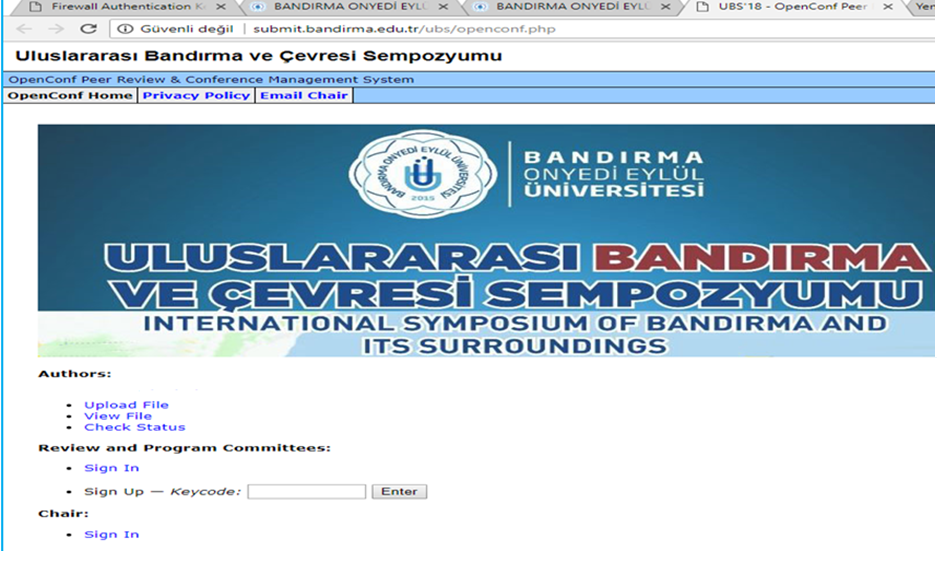 Firewall Authentication K
BANDIRMA ONYEDİ EYLÜ
BANDIRMA ONYEDİ EYLÜ
UBS'18 - OpenConf Peer
Yen
Güvenli değil | submit.bandirma.edu.tr/ubs/openconf.php
Uluslararası Bandırma ve Çevresi Sempozyumu
OpenConf Peer Review & Conference Management System
OpenConf Home Privacy Policy Email Chair
BANDIRMA ONYEDİ EYLÜL ÜNİVERSİTESİ
2015
BANDIRMA
ONYEDİ EYLÜL
ÜNİVERSİTESİ
ULUSLARARASI BANDIRMA
VE ÇEVRESİ SEMPOZYUMU
INTERNATIONAL SYMPOSIUM OF BANDIRMA AND
ITS SURROUNDINGS
Authors:
Upload File
View File
Check Status
Review and Program Committees:
Sign In
Sign Up — Keycode: Enter
Chair:
Sign In